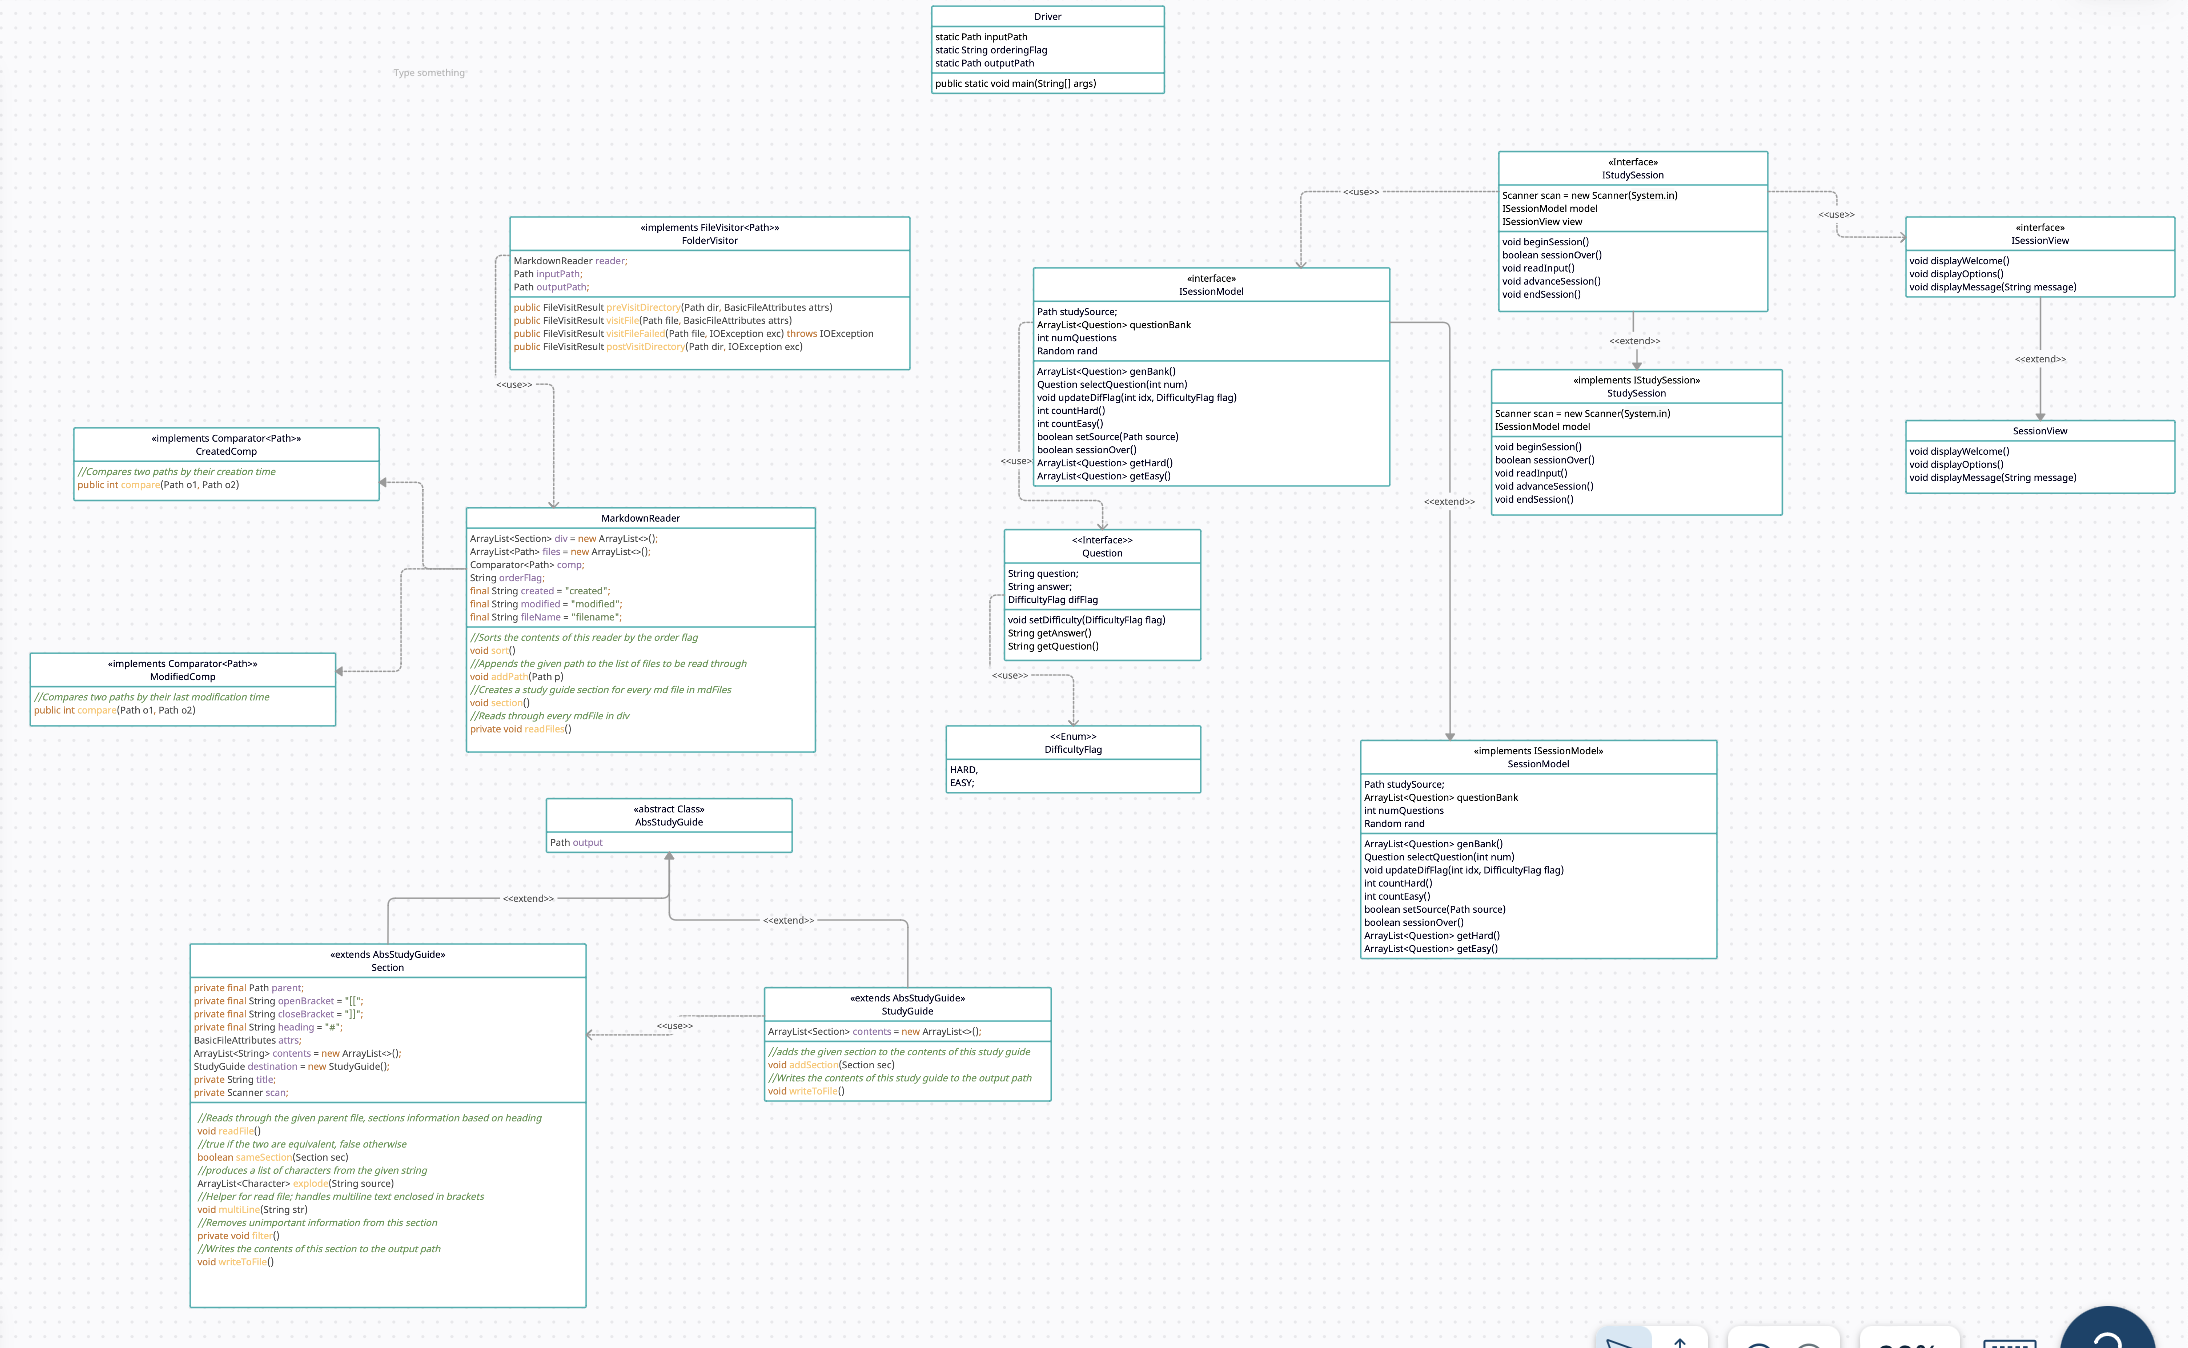 Driver
static Path inputPath
static String orderingFlag
static Path outputPath
public static void main(String[] args)
Type something
«Interface»
IStudySession
Scanner scan = new Scanner(System.in)
ISessionModel model
ISessionView view
void beginSession()
boolean sessionOver()
void readInput()
void advanceSession()
void endSession()
<<use>>
<<use>>
«interface»
ISessionView
void displayWelcome()
void displayOptions()
void displayMessage(String message)
«implements FileVisitor<Path>»
FolderVisitor
MarkdownReader reader;
Path inputPath;
Path outputPath;
public FileVisitResult preVisitDirectory(Path dir, BasicFileAttributes attrs)
public FileVisitResult visitFile(Path file, BasicFileAttributes attrs)
public FileVisitResult visitFileFailed(Path file, IOException exc) throws IOException
public FileVisitResult postVisitDirectory(Path dir, IOException exc)
<<use>>
«interface»
ISessionModel
Path studySource;
ArrayList<Question> questionBank
int numQuestions
Random rand
ArrayList<Question> genBank()
Question selectQuestion(int num)
void updateDifFlag(int idx, DifficultyFlag flag)
int countHard()
int countEasy()
boolean setSource(Path source)
boolean sessionOver()
ArrayList<Question> getHard()
ArrayList<Question> getEasy()
<<use>>
<<extend>>
<<extend>>
<<extend>>
«implements IStudySession»
StudySession
Scanner scan = new Scanner(System.in)
ISessionModel model
void beginSession()
boolean sessionOver()
void readInput()
void advanceSession()
void endSession()
SessionView
void displayWelcome()
void displayOptions()
void displayMessage(String message)
«implements Comparator<Path>»
CreatedComp
//Compares two paths by their creation time
public int compare(Path o1, Path o2)
MarkdownReader
ArrayList<Section> div = new ArrayList<>();
ArrayList<Path> files = new ArrayList<>();
Comparator<Path> comp;
String orderFlag;
final String created = "created";
final String modified = "modified";
final String fileName = "filename";
//Sorts the contents of this reader by the order flag
void sort()
//Appends the given path to the list of files to be read through
void addPath(Path p)
//Creates a study guide section for every md file in mdFiles
void section()
//Reads through every mdFile in div
private void readFiles()
<<Interface>>
Question
String question;
String answer;
DifficultyFlag difFlag
void setDifficulty(DifficultyFlag flag)
String getAnswer()
String getQuestion()
<<use>>
«implements Comparator<Path>»
ModifiedComp
//Compares two paths by their last modification time
public int compare(Path o1, Path o2)
<<Enum>>
DifficultyFlag
HARD,
EASY;
«implements ISessionModel»
SessionModel
Path studySource;
ArrayList<Question> questionBank
int numQuestions
Random rand
ArrayList<Question> genBank()
Question selectQuestion(int num)
void updateDifFlag(int idx, DifficultyFlag flag)
int countHard()
int countEasy()
boolean setSource(Path source)
boolean sessionOver()
ArrayList<Question> getHard()
ArrayList<Question> getEasy()
«abstract Class»
AbsStudyGuide
Path output
<<extend>>
<<extend>>
«extends AbsStudyGuide»
Section
private final Path parent;
private final String openBracket = "[[";
private final String closeBracket = "]]";
private final String heading = "#";
BasicFileAttributes attrs;
ArrayList<String> contents = new ArrayList<>();
StudyGuide destination = new StudyGuide();
private String title;
private Scanner scan;
//Reads through the given parent file, sections information based on heading
void readFile()
//true if the two are equivalent, false otherwise
boolean sameSection(Section sec)
//produces a list of characters from the given string
ArrayList<Character> explode(String source)
//Helper for read file; handles multiline text enclosed in brackets
void multiLine(String str)
//Removes unimportant information from this section
private void filter()
//Writes the contents of this section to the output path
void writeToFile()
<<use>>
«extends AbsStudyGuide»
StudyGuide
ArrayList<Section> contents = new ArrayList<>();
//adds the given section to the contents of this study guide
void addSection(Section sec)
//Writes the contents of this study guide to the output path
void writeToFile()